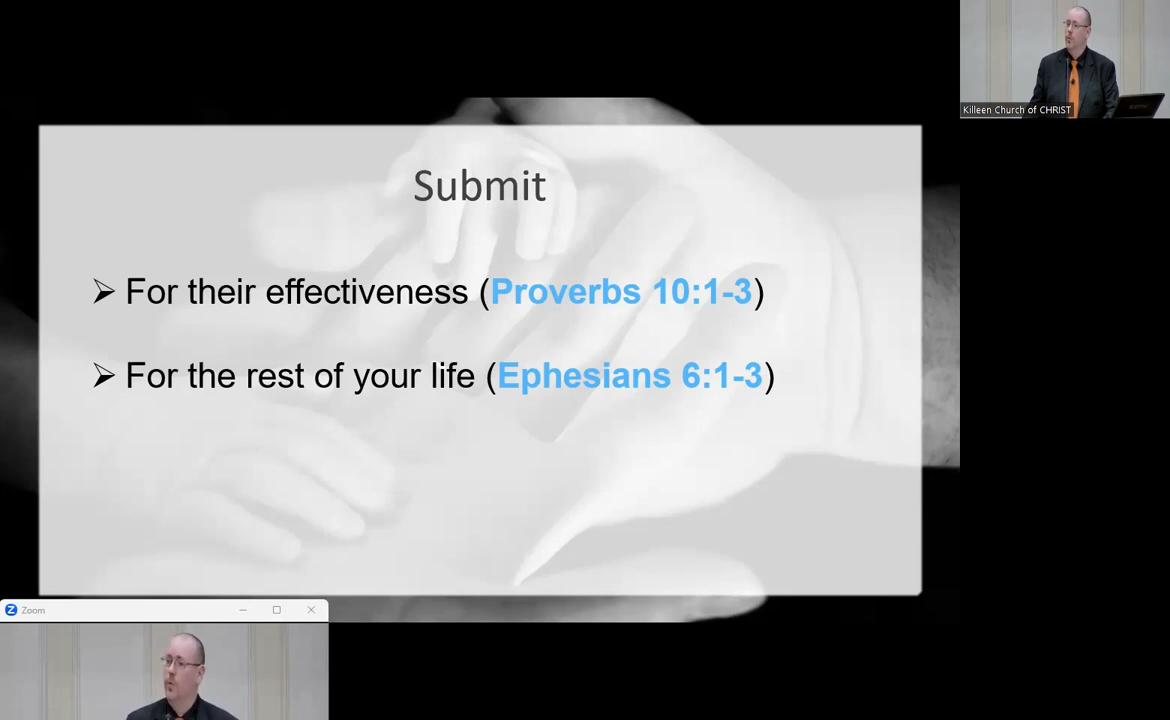 Submit
➢ For their effectiveness (Proverbs 10:1-3)
➢ For the rest of your life (Ephesians 6:1-3)
Killeen Church of CHRIST
Zoom